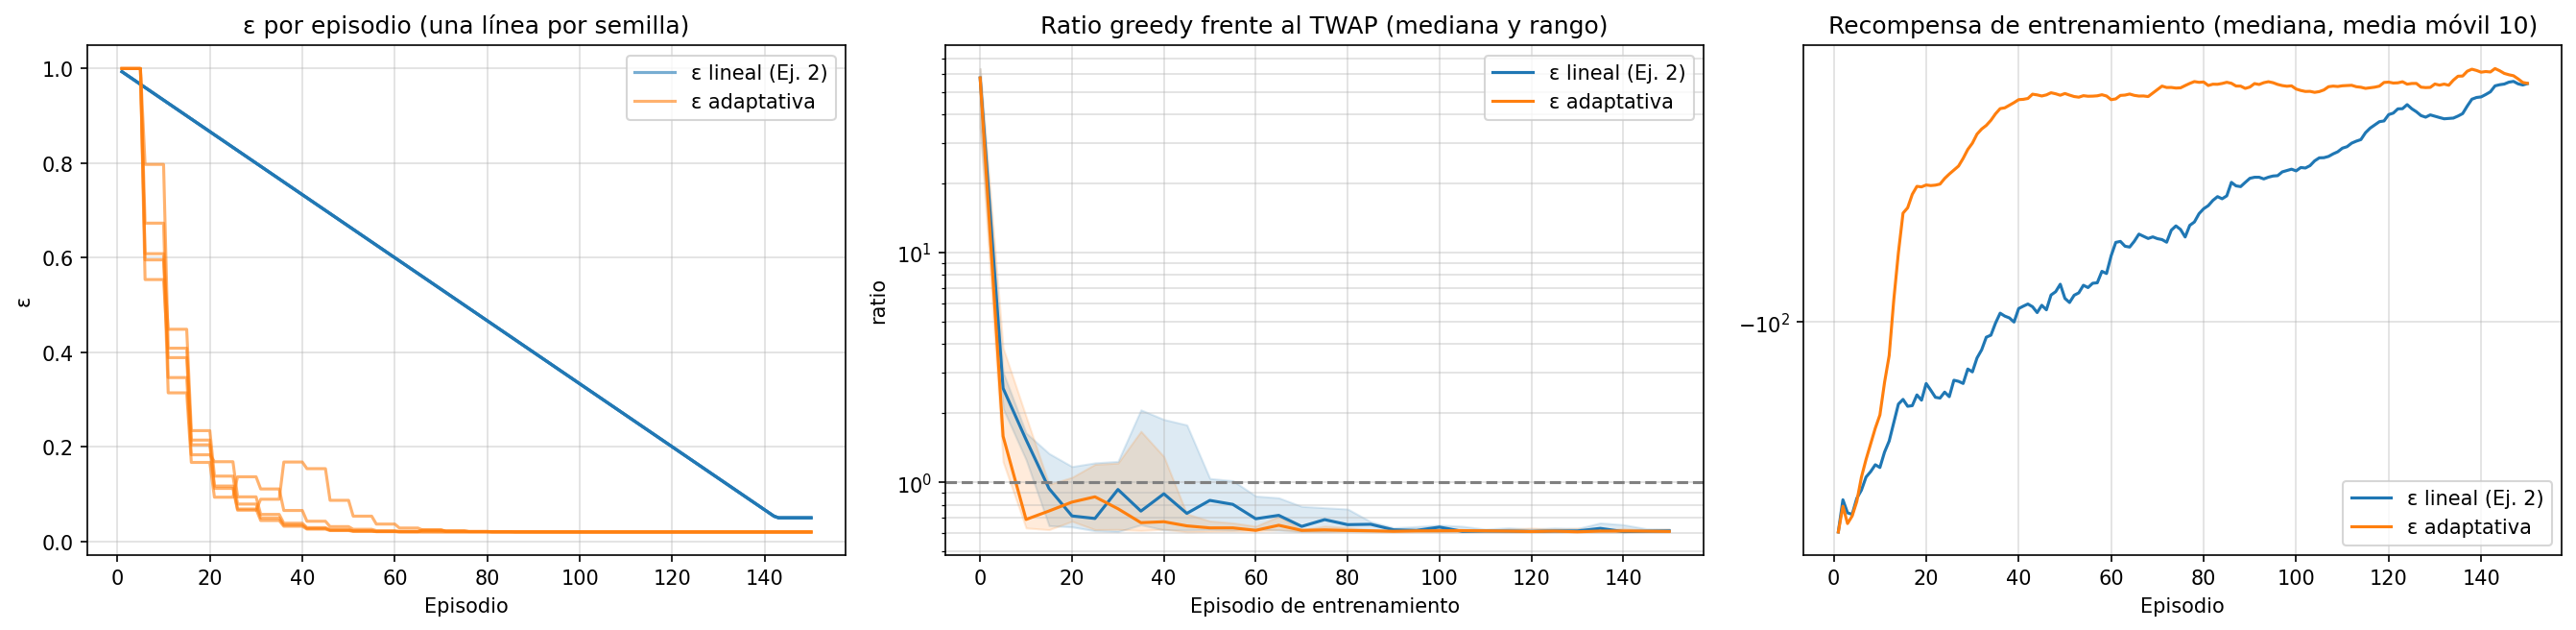 ε por episodio (una línea por semilla)
ε lineal (Ej. 2)
ε adaptativa
1.0
0.8
0.6
0.4
0.2
0.0
ε
0
20
40
60
80
100
120
140
Episodio
Ratio greedy frente al TWAP (mediana y rango)
ε lineal (Ej. 2)
ε adaptativa
10¹
10⁰
ratio
0
20
40
60
80
100
120
140
Episodio de entrenamiento
Recompensa de entrenamiento (mediana, media móvil 10)
−10²
ε lineal (Ej. 2)
ε adaptativa
0
20
40
60
80
100
120
140
Episodio